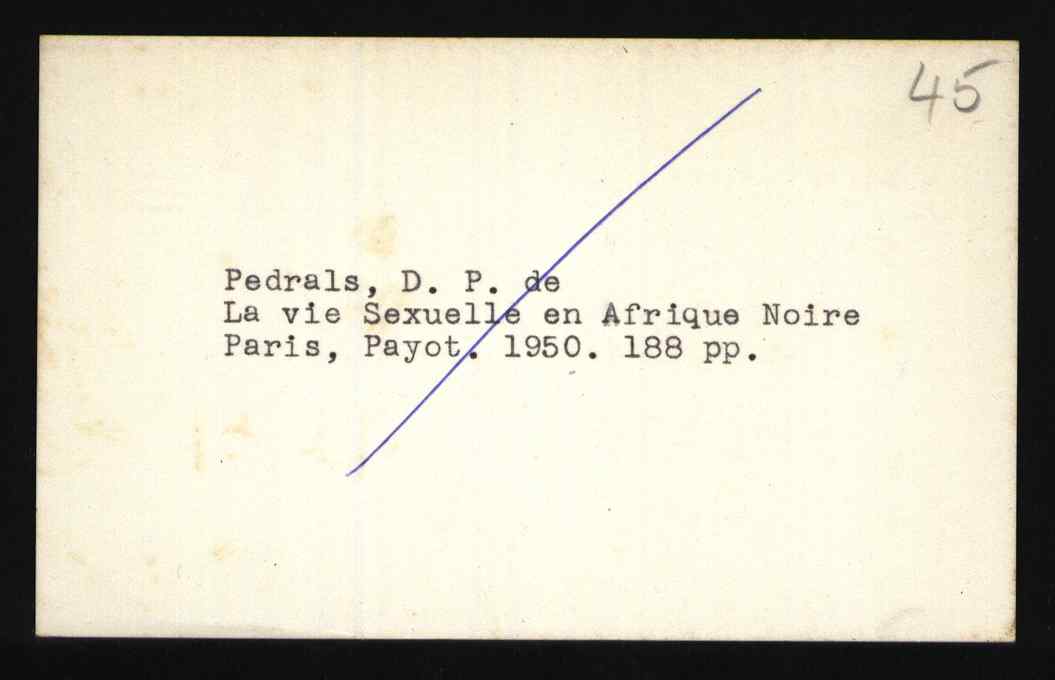 45
Pedrals, D. P. de
La vie Sexuelle en Afrique Noire
Paris, Payot. 1950. 188 pp.